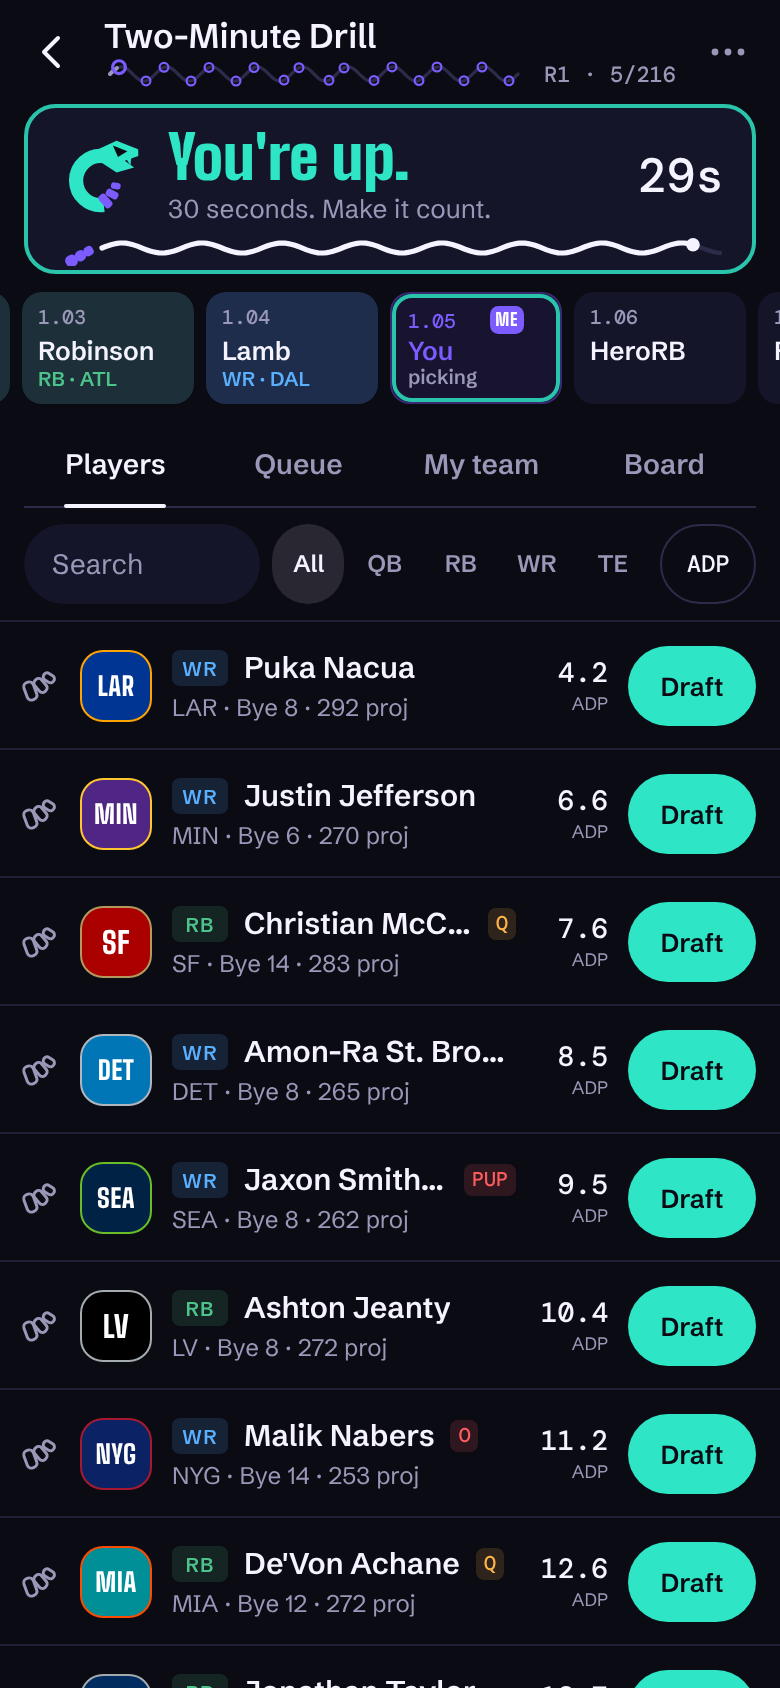 Two-Minute Drill
R1 · 5/216
You're up.
29s
30 seconds. Make it count.
1.03
Robinson
RB · ATL
1.04
Lamb
WR · DAL
1.05 ME
You
picking
1.06
HeroRB
Players Queue My team Board
Search All QB RB WR TE ADP
LAR WR Puka Nacua 4.2 Draft
LAR · Bye 8 · 292 proj ADP
MIN WR Justin Jefferson 6.6 Draft
MIN · Bye 6 · 270 proj ADP
SF RB Christian McC... Q 7.6 Draft
SF · Bye 14 · 283 proj ADP
DET WR Amon-Ra St. Bro... 8.5 Draft
DET · Bye 8 · 265 proj ADP
SEA WR Jaxon Smith... PUP 9.5 Draft
SEA · Bye 8 · 262 proj ADP
LV RB Ashton Jeanty 10.4 Draft
LV · Bye 8 · 272 proj ADP
NYG WR Malik Nabers O 11.2 Draft
NYG · Bye 14 · 253 proj ADP
MIA RB De'Von Achane Q 12.6 Draft
MIA · Bye 12 · 272 proj ADP
RB Jonathan Taylor